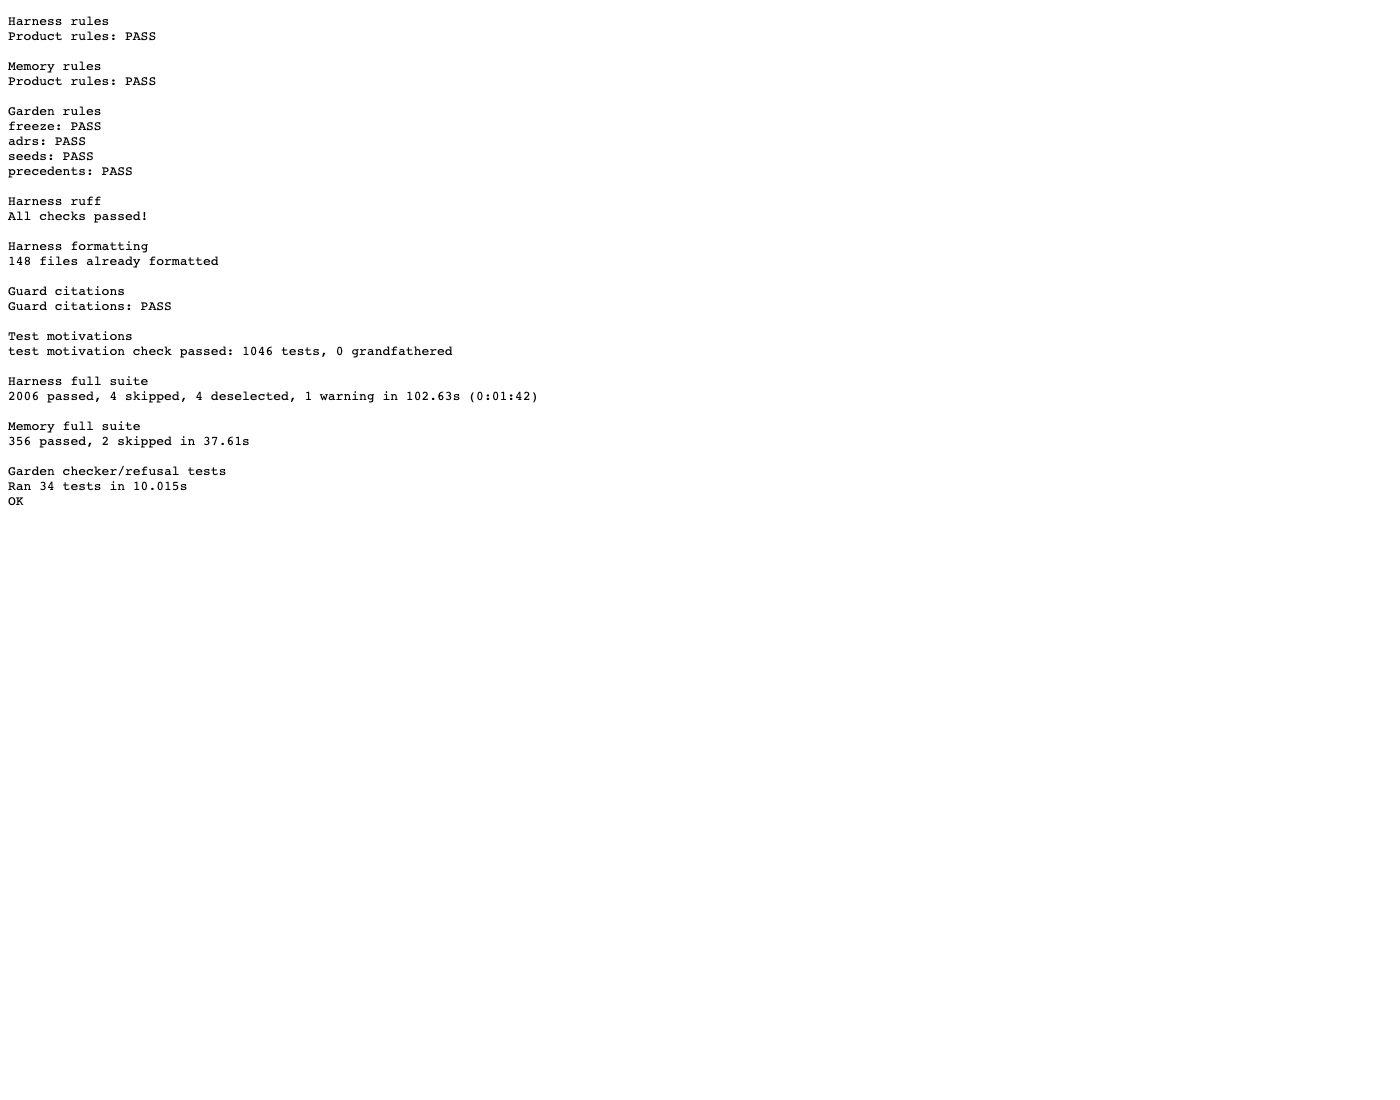 Harness rules
Product rules: PASS
Memory rules
Product rules: PASS
Garden rules
freeze: PASS
adrs: PASS
seeds: PASS
precedents: PASS
Harness ruff
All checks passed!
Harness formatting
148 files already formatted
Guard citations
Guard citations: PASS
Test motivations
test motivation check passed: 1046 tests, 0 grandfathered
Harness full suite
2006 passed, 4 skipped, 4 deselected, 1 warning in 102.63s (0:01:42)
Memory full suite
356 passed, 2 skipped in 37.61s
Garden checker/refusal tests
Ran 34 tests in 10.015s
OK